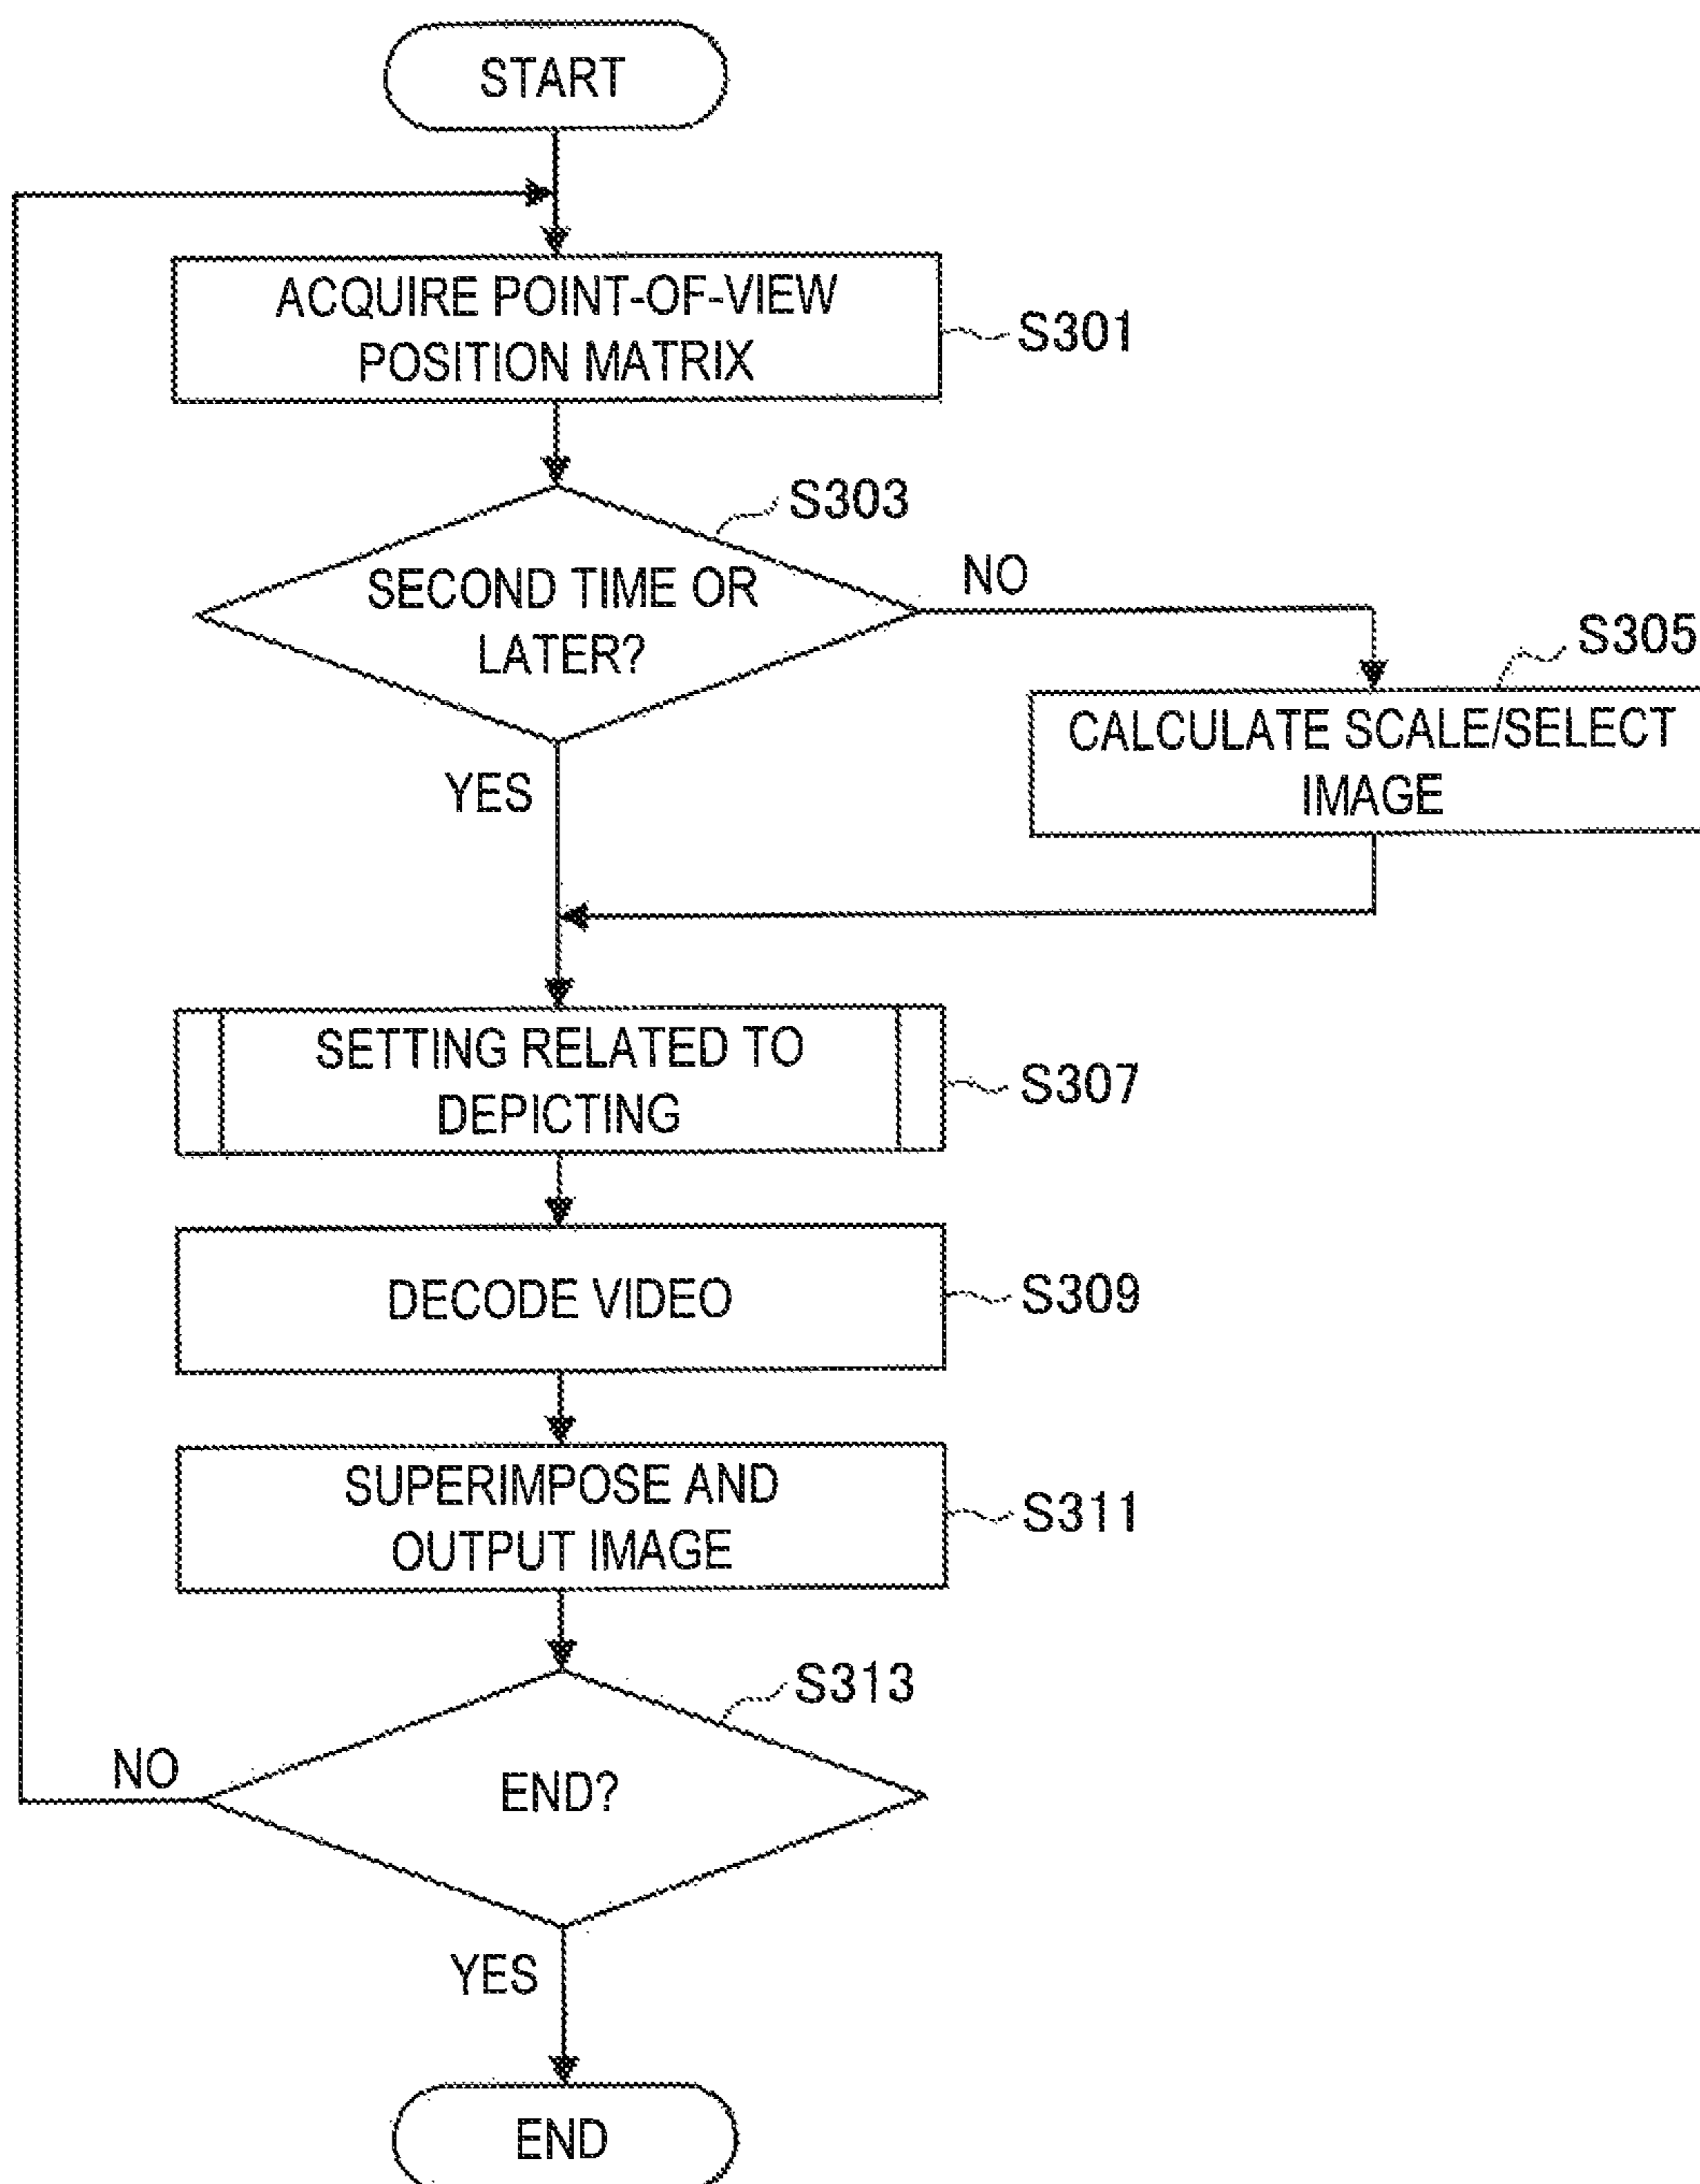 START
ACQUIRE POINT-OF-VIEW
POSITION MATRIX
S301
S303
SECOND TIME OR
LATER?
NO
YES
S305
CALCULATE SCALE/SELECT
IMAGE
SETTING RELATED TO
DEPICTING
S307
DECODE VIDEO
S309
SUPERIMPOSE AND
OUTPUT IMAGE
S311
S313
NO
END?
YES
END